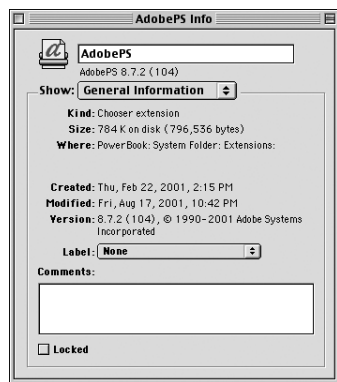 AdobePS Info
AdobePS
AdobePS 8.7.2 (104)
Show: General Information
Kind: Chooser extension
Size: 784 K on disk (796,536 bytes)
Where: PowerBook: System Folder: Extensions:
Created: Thu, Feb 22, 2001, 2:15 PM
Modified: Fri, Aug 17, 2001, 10:42 PM
Version: 8.7.2 (104), © 1990-2001 Adobe Systems
Incorporated
Label: None
Comments:
Locked